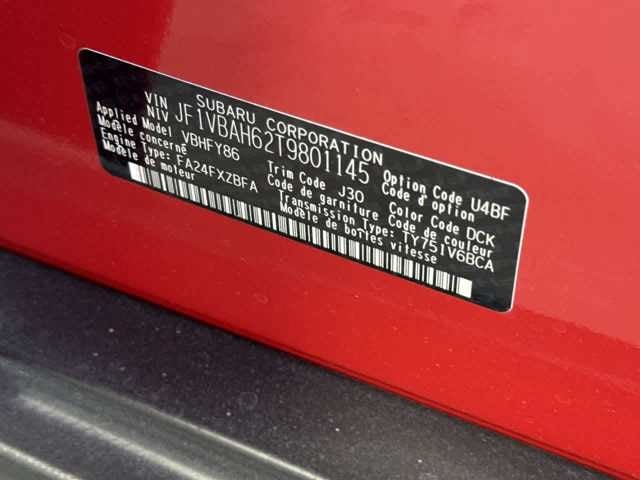 SUBARU CORPORATION
VIN
NIV JF1VBAH62T9801145
Applied Model VBHFY86 Trim Code J30 Option Code U4BF
Modèle concerné Code de garniture Code d'option
Engine Type FA24FXZBFA Transmission Type TY751V6BCA Color Code DCK
Modèle de moteur Modèle de boîtes vitesse Code de couleur